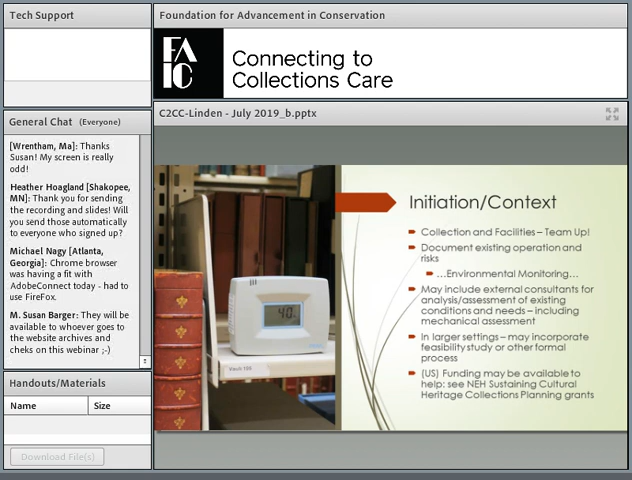 Tech Support
Foundation for Advancement in Conservation
FAIC
Connecting to
Collections Care
General Chat (Everyone)
[Wrentham, Ma]: Thanks
Susan! My screen is really
odd!
Heather Hoagland [Shakopee,
MN]: Thank you for sending
the recording and slides! Will
you send those automatically
to everyone who signed up?
Michael Nagy [Atlanta,
Georgia]: Chrome browser
was having a fit with
AdobeConnect today - had to
use FireFox.
M. Susan Barger: They will be
available to whoever goes to
the website archives and
cheks on this webinar ;-)
Handouts/Materials
Name Size
Download File(s)
C2CC-Linden - July 2019_b.pptx
40.
Initiation/Context
Collection and Facilities – Team Up!
Document existing operation and
risks
…Environmental Monitoring…
May include external consultants for
analysis/assessment of existing
conditions and needs – including
mechanical assessment
In larger settings – may incorporate
feasibility study or other formal
process
(US) Funding may be available to
help: see NEH Sustaining Cultural
Heritage Collections Planning grants